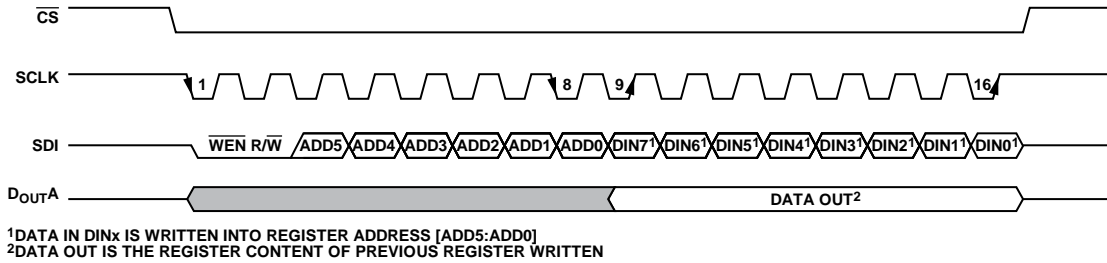 CS
SCLK 1 8 9 16
SDI WEN R/W ADD5 ADD4 ADD3 ADD2 ADD1 ADD0 DIN7¹ DIN6¹ DIN5¹ DIN4¹ DIN3¹ DIN2¹ DIN1¹ DIN0¹
DOUTA DATA OUT²
¹DATA IN DINx IS WRITTEN INTO REGISTER ADDRESS [ADD5:ADD0]
²DATA OUT IS THE REGISTER CONTENT OF PREVIOUS REGISTER WRITTEN